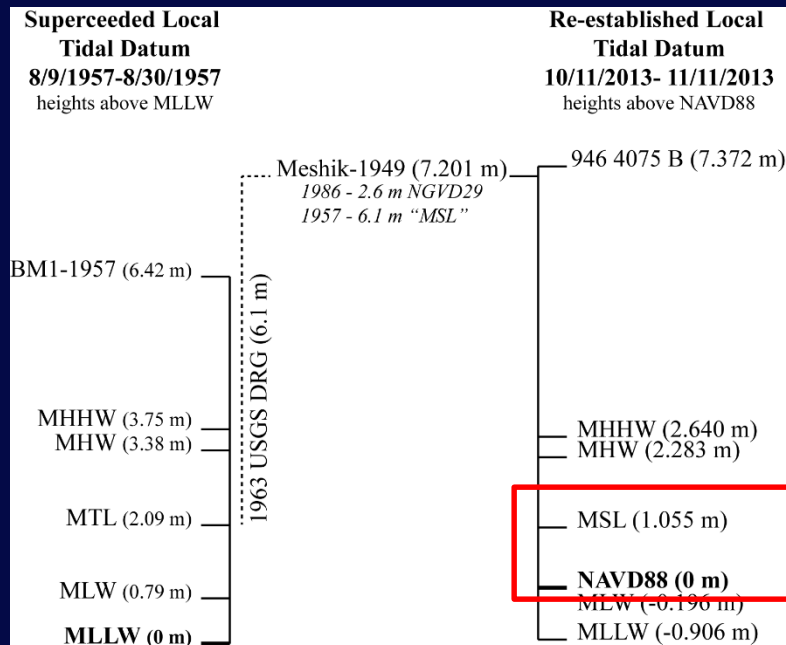 Superceeded Local
Tidal Datum
8/9/1957-8/30/1957
heights above MLLW
Re-established Local
Tidal Datum
10/11/2013- 11/11/2013
heights above NAVD88
Meshik-1949 (7.201 m)
1986 - 2.6 m NGVD29
1957 - 6.1 m “MSL”
946 4075 B (7.372 m)
BM1-1957 (6.42 m)
1963 USGS DRG (6.1 m)
MHHW (3.75 m)
MHW (3.38 m)
MTL (2.09 m)
MLW (0.79 m)
MLLW (0 m)
MHHW (2.640 m)
MHW (2.283 m)
MSL (1.055 m)
NAVD88 (0 m)
MLW (-0.196 m)
MLLW (-0.906 m)